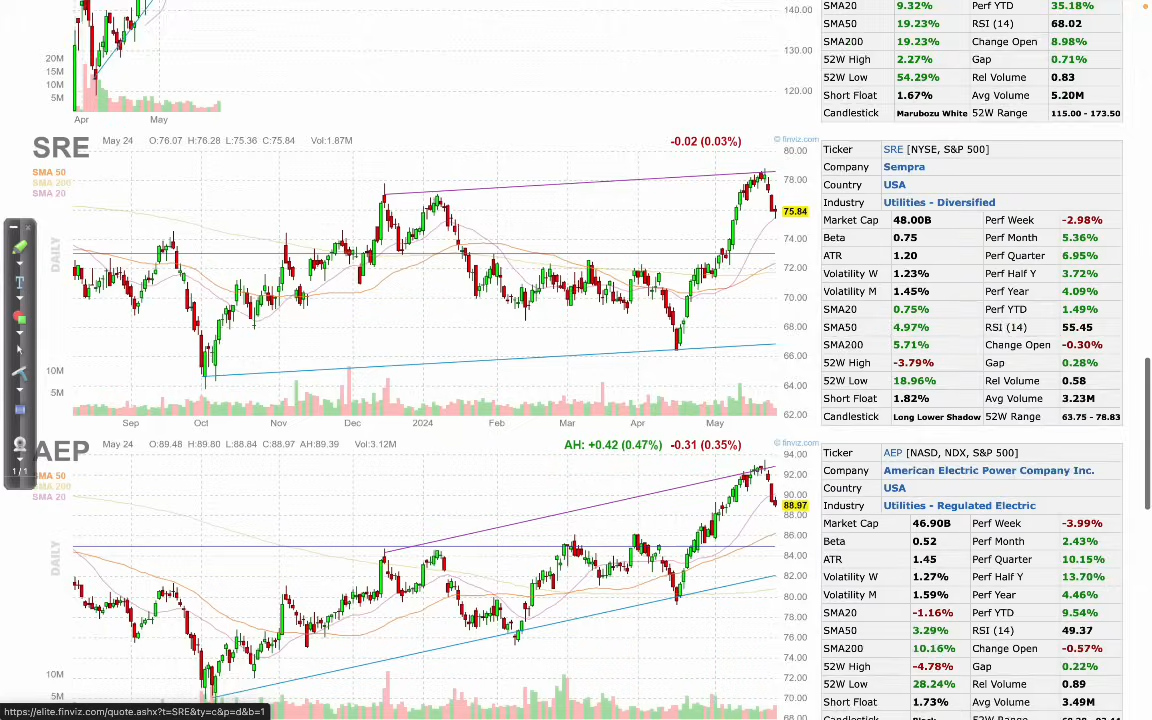 140.00
130.00
120.00
20M
15M
10M
5M
Apr May
SMA20 9.32% Perf YTD 35.18%
SMA50 19.23% RSI (14) 68.02
SMA200 19.23% Change Open 8.98%
52W High 2.27% Gap 0.71%
52W Low 54.29% Rel Volume 0.83
Short Float 1.67% Avg Volume 5.20M
Candlestick Marubozu White 52W Range 115.00 - 173.50
SRE May 24 O:76.07 H:76.28 L:75.36 C:75.84 Vol:1.87M -0.02 (0.03%) © finviz.com
SMA 50
SMA 200
SMA 20
DAILY
80.00
78.00
75.84
74.00
72.00
70.00
68.00
66.00
64.00
62.00
10M
5M
Sep Oct Nov Dec 2024 Feb Mar Apr May
Ticker SRE [NYSE, S&P 500]
Company Sempra
Country USA
Industry Utilities - Diversified
Market Cap 48.00B Perf Week -2.98%
Beta 0.75 Perf Month 5.36%
ATR 1.20 Perf Quarter 6.95%
Volatility W 1.23% Perf Half Y 3.72%
Volatility M 1.45% Perf Year 4.09%
SMA20 0.75% Perf YTD 1.49%
SMA50 4.97% RSI (14) 55.45
SMA200 5.71% Change Open -0.30%
52W High -3.79% Gap 0.28%
52W Low 18.96% Rel Volume 0.58
Short Float 1.82% Avg Volume 3.23M
Candlestick Long Lower Shadow 52W Range 63.75 - 78.83
T
1/1
AEP May 24 O:89.48 H:89.80 L:88.84 C:88.97 AH:89.39 Vol:3.12M AH: +0.42 (0.47%) -0.31 (0.35%) © finviz.com
SMA 50
SMA 200
SMA 20
DAILY
94.00
92.00
90.00
88.97
88.00
86.00
84.00
82.00
80.00
78.00
76.00
74.00
72.00
70.00
68.00
10M
5M
Ticker AEP [NASD, NDX, S&P 500]
Company American Electric Power Company Inc.
Country USA
Industry Utilities - Regulated Electric
Market Cap 46.90B Perf Week -3.99%
Beta 0.52 Perf Month 2.43%
ATR 1.45 Perf Quarter 10.15%
Volatility W 1.27% Perf Half Y 13.70%
Volatility M 1.59% Perf Year 4.46%
SMA20 -1.16% Perf YTD 9.54%
SMA50 3.29% RSI (14) 49.37
SMA200 10.16% Change Open -0.57%
52W High -4.78% Gap 0.22%
52W Low 28.24% Rel Volume 0.89
Short Float 1.73% Avg Volume 3.49M
https://elite.finviz.com/quote.ashx?t=SRE&ty=c&p=d&b=1